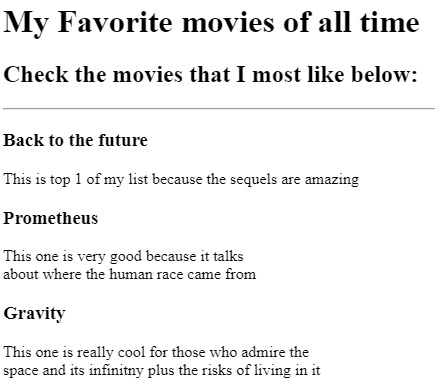 My Favorite movies of all time
Check the movies that I most like below:
Back to the future
This is top 1 of my list because the sequels are amazing
Prometheus
This one is very good because it talks
about where the human race came from
Gravity
This one is really cool for those who admire the
space and its infinitny plus the risks of living in it